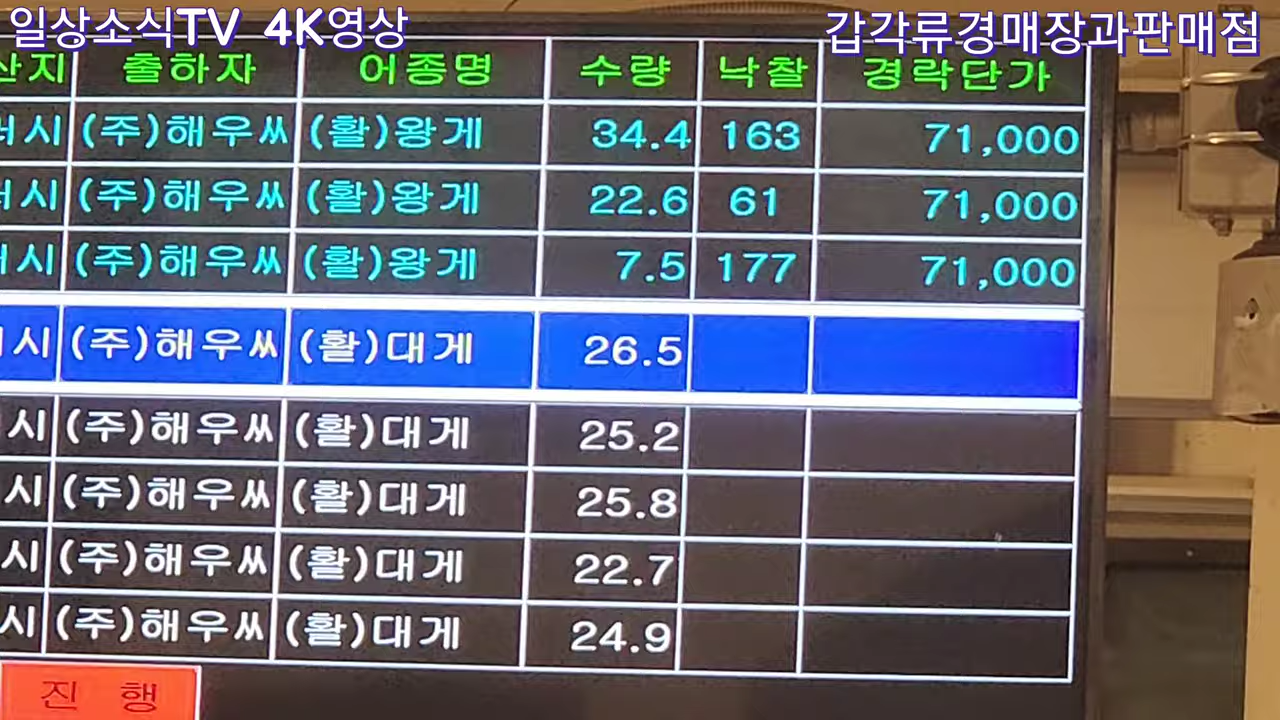 일상소식TV 4K영상
갑각류경매장과판매점
산지 출하자 어종명 수량 낙찰 경락단가
시 (주)해우씨 (활)왕게 34.4 163 71,000
시 (주)해우씨 (활)왕게 22.6 61 71,000
시 (주)해우씨 (활)왕게 7.5 177 71,000
시 (주)해우씨 (활)대게 26.5
시 (주)해우씨 (활)대게 25.2
시 (주)해우씨 (활)대게 25.8
시 (주)해우씨 (활)대게 22.7
시 (주)해우씨 (활)대게 24.9
진 행